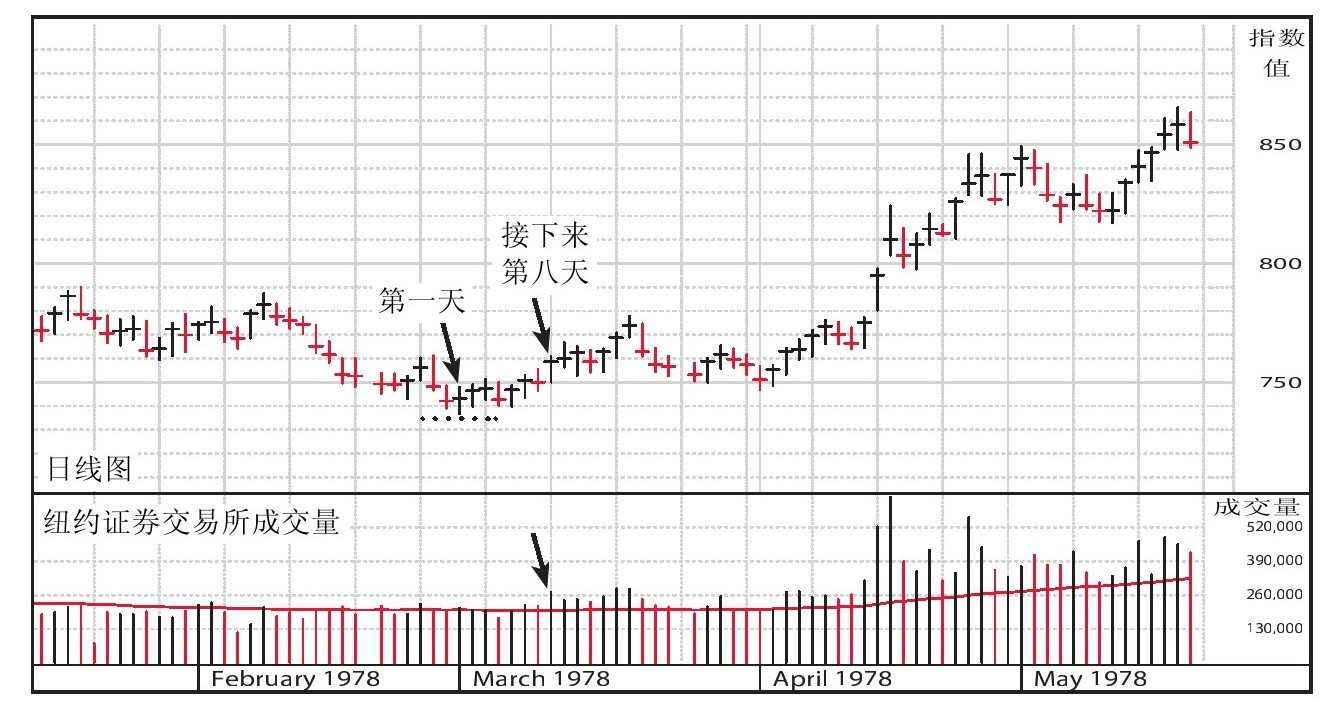 指数
值
850
接下来
第八天
800
第一天
750
日线图
纽约证券交易所成交量
成交量
520,000
390,000
260,000
130,000
February 1978
March 1978
April 1978
May 1978